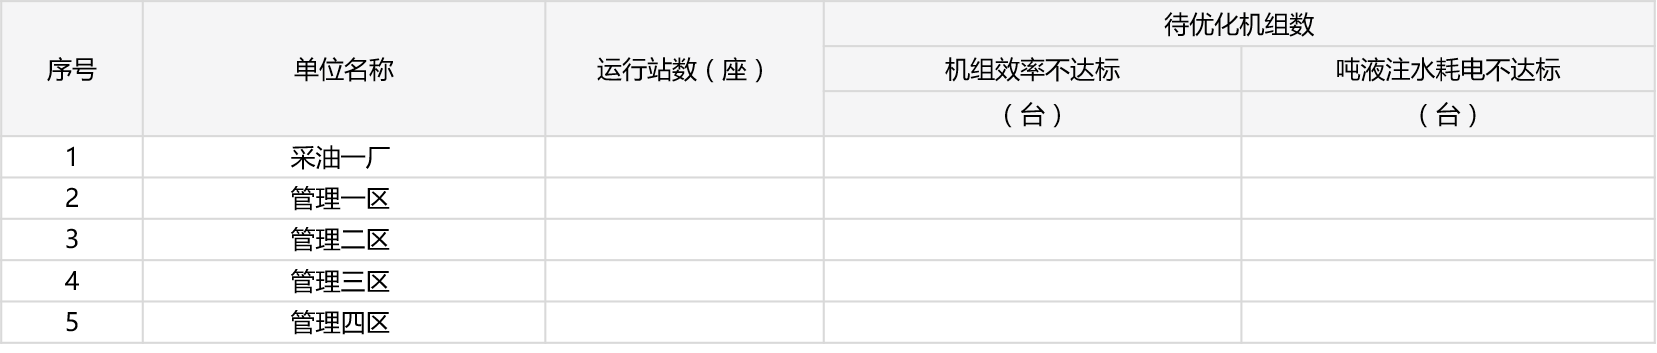 待优化机组数
序号 单位名称 运行站数（座） 机组效率不达标 吨液注水耗电不达标
（台） （台）
1 采油一厂
2 管理一区
3 管理二区
4 管理三区
5 管理四区